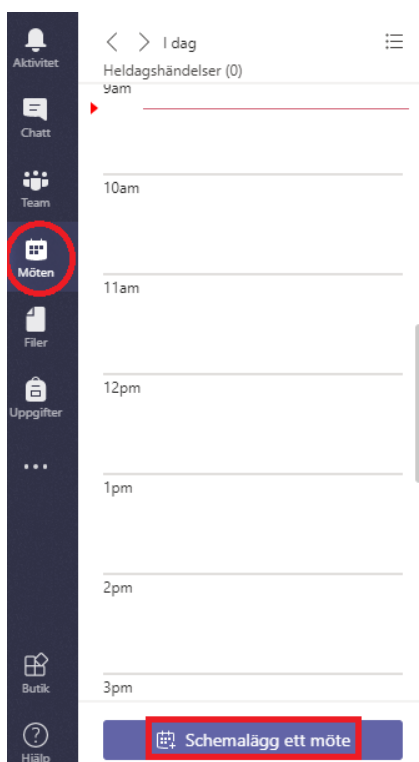 Aktivitet
Chatt
Team
Möten
Filer
Uppgifter
Butik
Hjälp
I dag
Heldagshändelser (0)
9am
10am
11am
12pm
1pm
2pm
3pm
Schemalägg ett möte